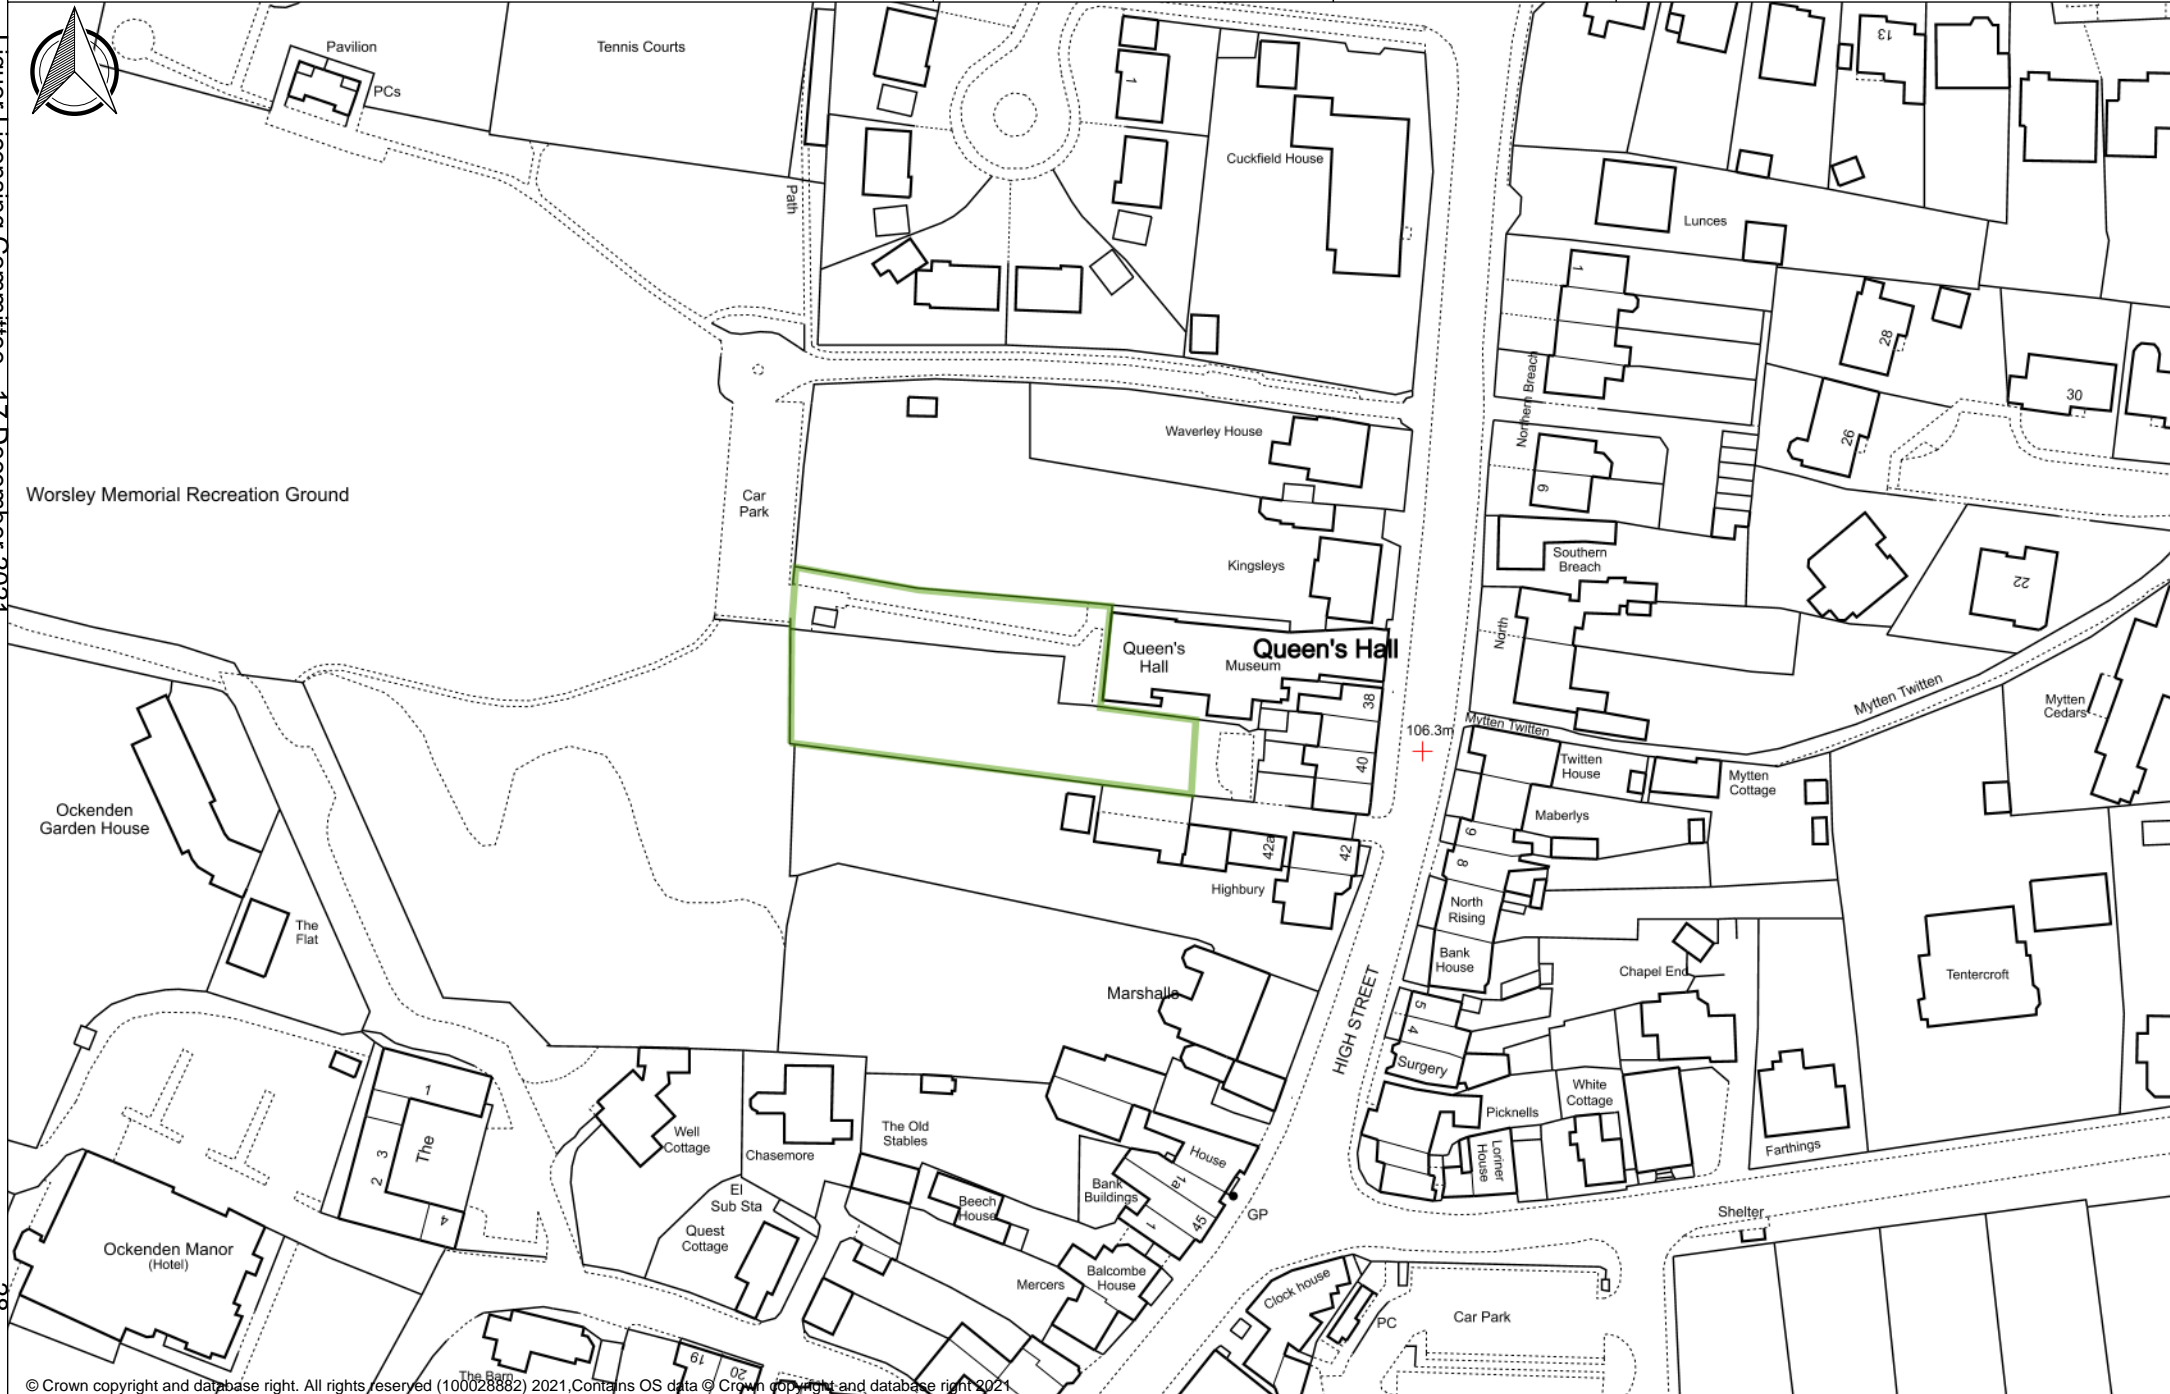 Pavilion
PCs
Tennis Courts
1
13
Cuckfield House
Path
Lunces
1
28
30
Northern Breach
26
Waverley House
6
Worsley Memorial Recreation Ground
Car
Park
Southern
Breach
Kingsleys
22
North
Queen's
Hall
Museum
Queen's Hall
38
Mytten Twitten
Mytten
Cedars
106.3m
Mytten Twitten
40
Twitten
House
Mytten
Cottage
Maberlys
Ockenden
Garden House
9
8
42a
42
Highbury
North
Rising
The
Flat
Bank
House
Chapel End
Tentercroft
Marshalls
HIGH STREET
5
4
Surgery
1
The
3
2
4
Well
Cottage
Chasemore
The Old
Stables
White
Cottage
Picknells
Loriner
House
Farthings
House
1a
Bank
Buildings
1
45
El
Sub Sta
Beech
House
GP
Shelter
Quest
Cottage
Ockenden Manor
(Hotel)
Mercers
Balcombe
House
Clock house
PC
Car Park
19
20
The Barn
© Crown copyright and database right. All rights reserved (100028882) 2021,Contains OS data © Crown copyright and database right 2021